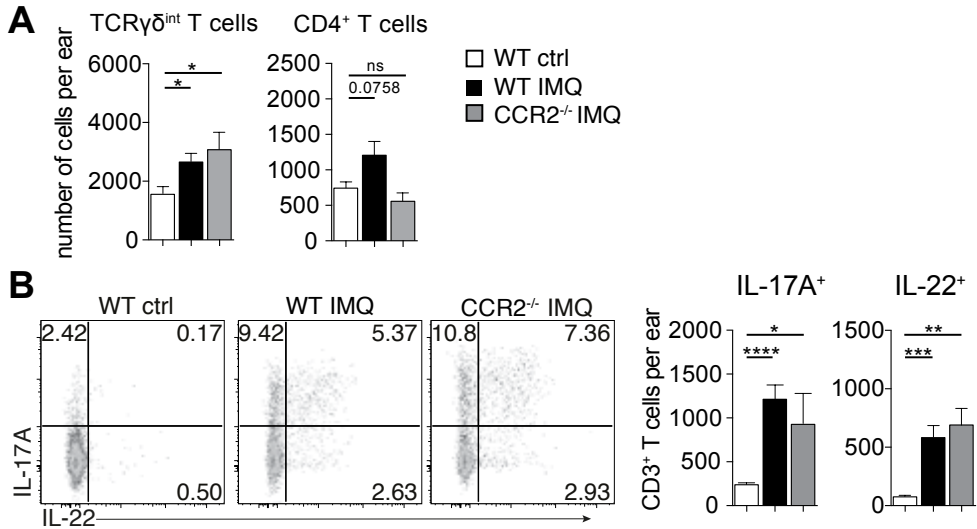 A
TCRγδint T cells
CD4+ T cells
WT ctrl
WT IMQ
CCR2-/- IMQ
number of cells per ear
6000
4000
2000
0
*
*
2500
2000
1500
1000
500
0
ns
0.0758
B
WT ctrl
WT IMQ
CCR2-/- IMQ
2.42
0.17
0.50
9.42
5.37
2.63
10.8
7.36
2.93
IL-17A
IL-22
IL-17A+
IL-22+
CD3+ T cells per ear
2000
1500
1000
500
0
*
****
1500
1000
500
0
**
***